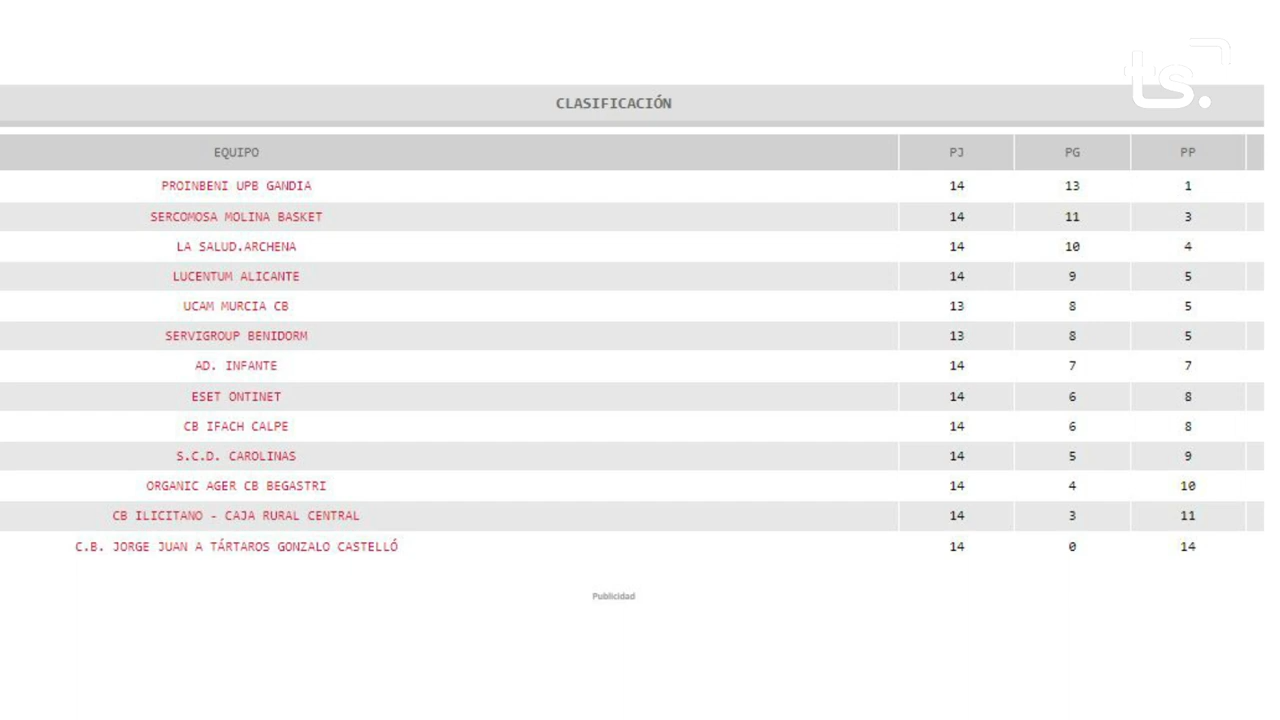 ts.
CLASIFICACIÓN
EQUIPO PJ PG PP
PROINBENI UPB GANDIA 14 13 1
SERCOMOSA MOLINA BASKET 14 11 3
LA SALUD.ARCHENA 14 10 4
LUCENTUM ALICANTE 14 9 5
UCAM MURCIA CB 13 8 5
SERVIGROUP BENIDORM 13 8 5
AD. INFANTE 14 7 7
ESET ONTINET 14 6 8
CB IFACH CALPE 14 6 8
S.C.D. CAROLINAS 14 5 9
ORGANIC AGER CB BEGASTRI 14 4 10
CB ILICITANO - CAJA RURAL CENTRAL 14 3 11
C.B. JORGE JUAN A TÁRTAROS GONZALO CASTELLÓ 14 0 14
Publicidad